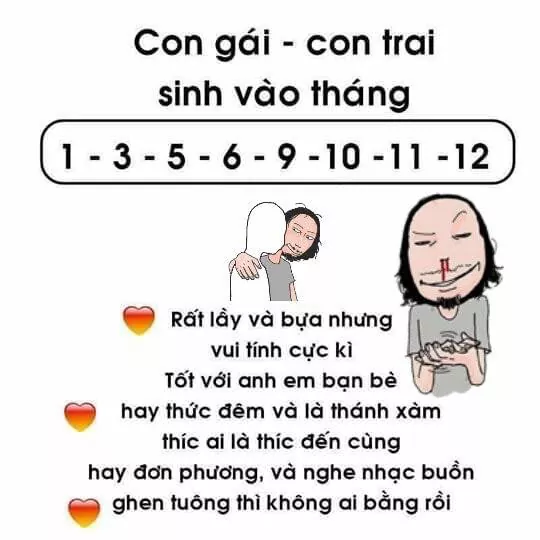 Con gái - con trai
sinh vào tháng
1 - 3 - 5 - 6 - 9 -10 -11 -12
Rất lầy và bựa nhưng
vui tính cực kì
Tốt với anh em bạn bè
hay thức đêm và là thánh xàm
thíc ai là thíc đến cùng
hay đơn phương, và nghe nhạc buồn
ghen tuông thì không ai bằng rồi